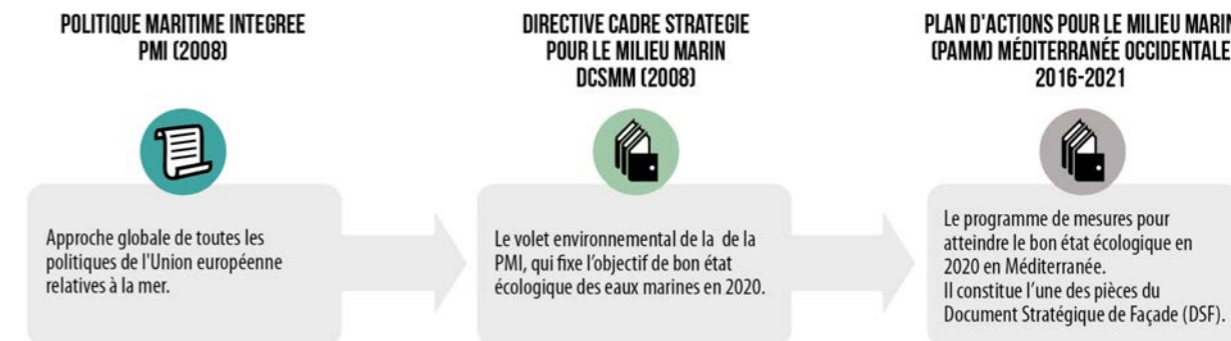 POLITIQUE MARITIME INTEGREE
PMI (2008)
Approche globale de toutes les
politiques de l'Union européenne
relatives à la mer.
DIRECTIVE CADRE STRATEGIE
POUR LE MILIEU MARIN
DCSMM (2008)
Le volet environnemental de la de la
PMI, qui fixe l'objectif de bon état
écologique des eaux marines en 2020.
PLAN D'ACTIONS POUR LE MILIEU MARIN
(PAMM) MÉDITERRANÉE OCCIDENTALE
2016-2021
Le programme de mesures pour
atteindre le bon état écologique en
2020 en Méditerranée.
Il constitue l'une des pièces du
Document Stratégique de Façade (DSF).